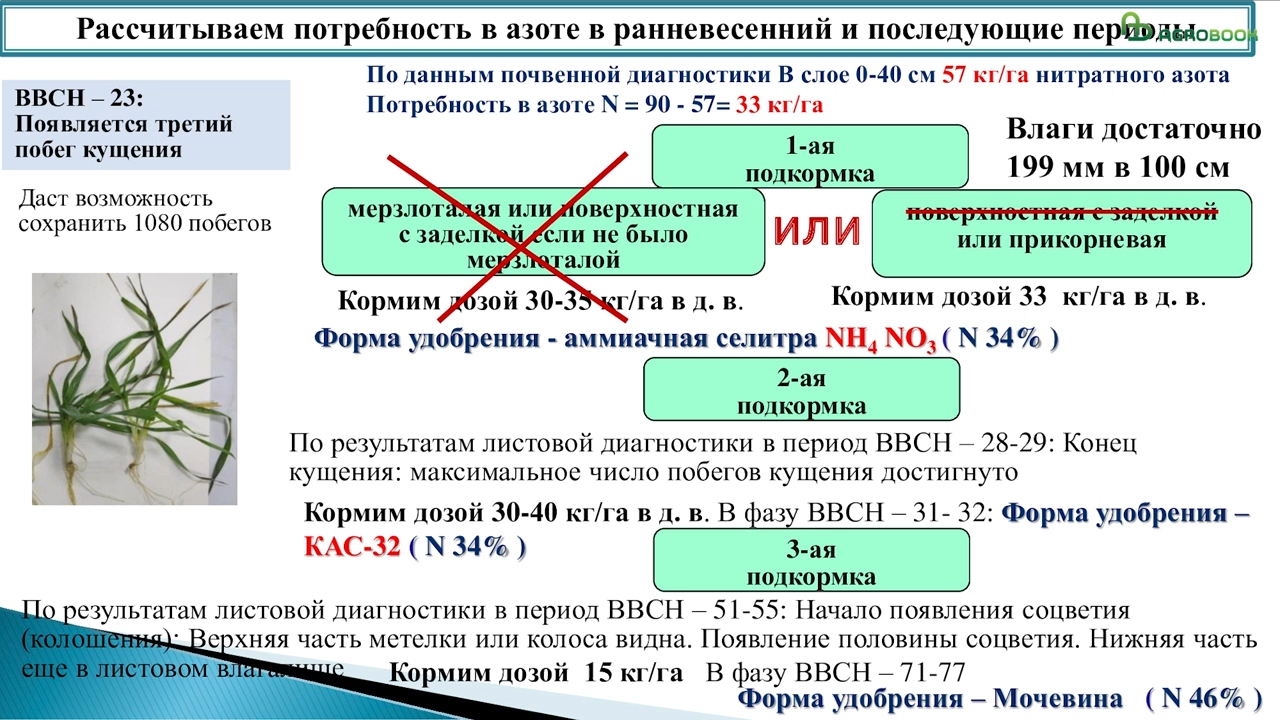 Рассчитываем потребность в азоте в ранневесенний и последующие периоды
AGROBOOK
По данным почвенной диагностики В слое 0-40 см 57 кг/га нитратного азота
Потребность в азоте N = 90 - 57= 33 кг/га
ВВСН – 23:
Появляется третий
побег кущения
Влаги достаточно
199 мм в 100 см
1-ая
подкормка
Даст возможность
сохранить 1080 побегов
мерзлоталая или поверхностная
с заделкой если не было
мерзлоталой
ИЛИ
поверхностная с заделкой
или прикорневая
Кормим дозой 30-35 кг/га в д. в.
Кормим дозой 33 кг/га в д. в.
Форма удобрения - аммиачная селитра NH4 NO3 ( N 34% )
2-ая
подкормка
По результатам листовой диагностики в период ВВСН – 28-29: Конец
кущения: максимальное число побегов кущения достигнуто
Кормим дозой 30-40 кг/га в д. в. В фазу ВВСН – 31- 32: Форма удобрения –
КАС-32 ( N 34% )
3-ая
подкормка
По результатам листовой диагностики в период ВВСН – 51-55: Начало появления соцветия
(колошения): Верхняя часть метелки или колоса видна. Появление половины соцветия. Нижняя часть
еще в листовом влагалище
Кормим дозой 15 кг/га В фазу ВВСН – 71-77
Форма удобрения – Мочевина ( N 46% )